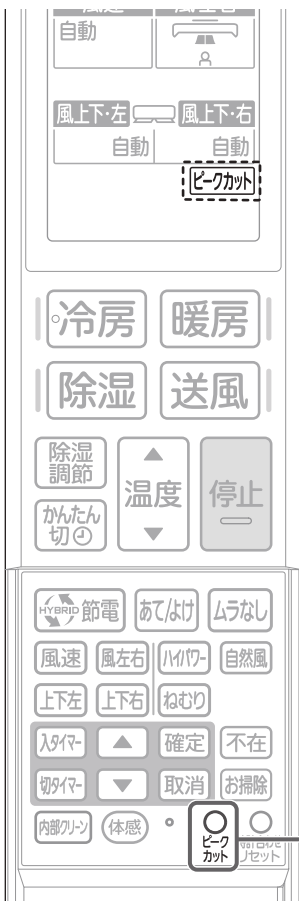 自動
風上下・左 風上下・右
自動 自動
ピークカット
冷房 暖房
除湿 送風
除湿
調節
温度
停止
かんたん
切
HYBRID 節電 あて/よけ ムラなし
風速 風左右 ハイパワー 自然風
上下左 上下右 ねむり
入タイマー 確定 不在
切タイマー 取消 お掃除
内部クリーン 体感
ピーク
カット
リセット